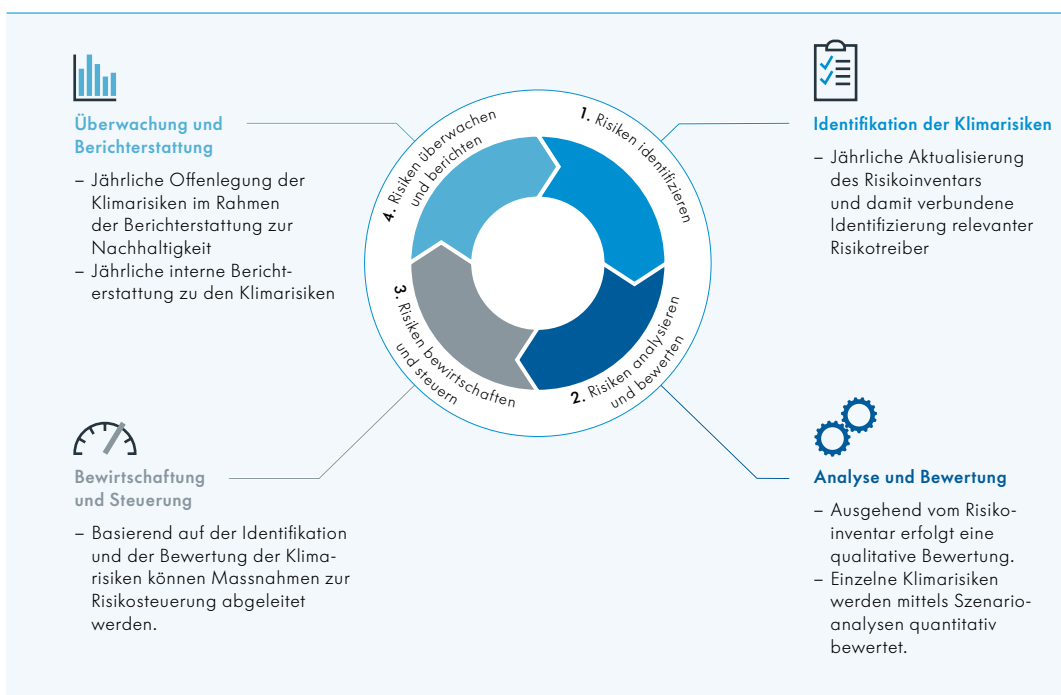 Überwachung und
Berichterstattung
– Jährliche Offenlegung der
Klimarisiken im Rahmen
der Berichterstattung zur
Nachhaltigkeit
– Jährliche interne Bericht-
erstattung zu den Klimarisiken
1. Risiken identifizieren
2. Risiken analysieren
und bewerten
3. Risiken bewirtschaften
und steuern
4. Risiken überwachen
und berichten
Identifikation der Klimarisiken
– Jährliche Aktualisierung
des Risikoinventars
und damit verbundene
Identifizierung relevanter
Risikotreiber
Bewirtschaftung
und Steuerung
– Basierend auf der Identifikation
und der Bewertung der Klima-
risiken können Massnahmen zur
Risikosteuerung abgeleitet
werden.
Analyse und Bewertung
– Ausgehend vom Risiko-
inventar erfolgt eine
qualitative Bewertung.
– Einzelne Klimarisiken
werden mittels Szenario-
analysen quantitativ
bewertet.